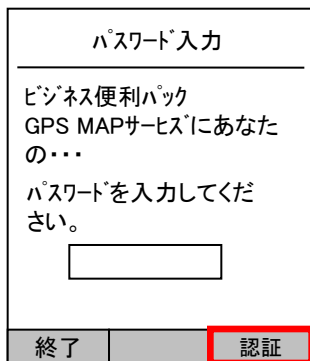 ﾊﾟｽﾜｰﾄﾞ入力
ﾋﾞｼﾞﾈｽ便利ﾊﾟｯｸ
GPS MAPｻｰﾋｽﾞにあなた
の・・・
ﾊﾟｽﾜｰﾄﾞを入力してくだ
さい。
終了
認証